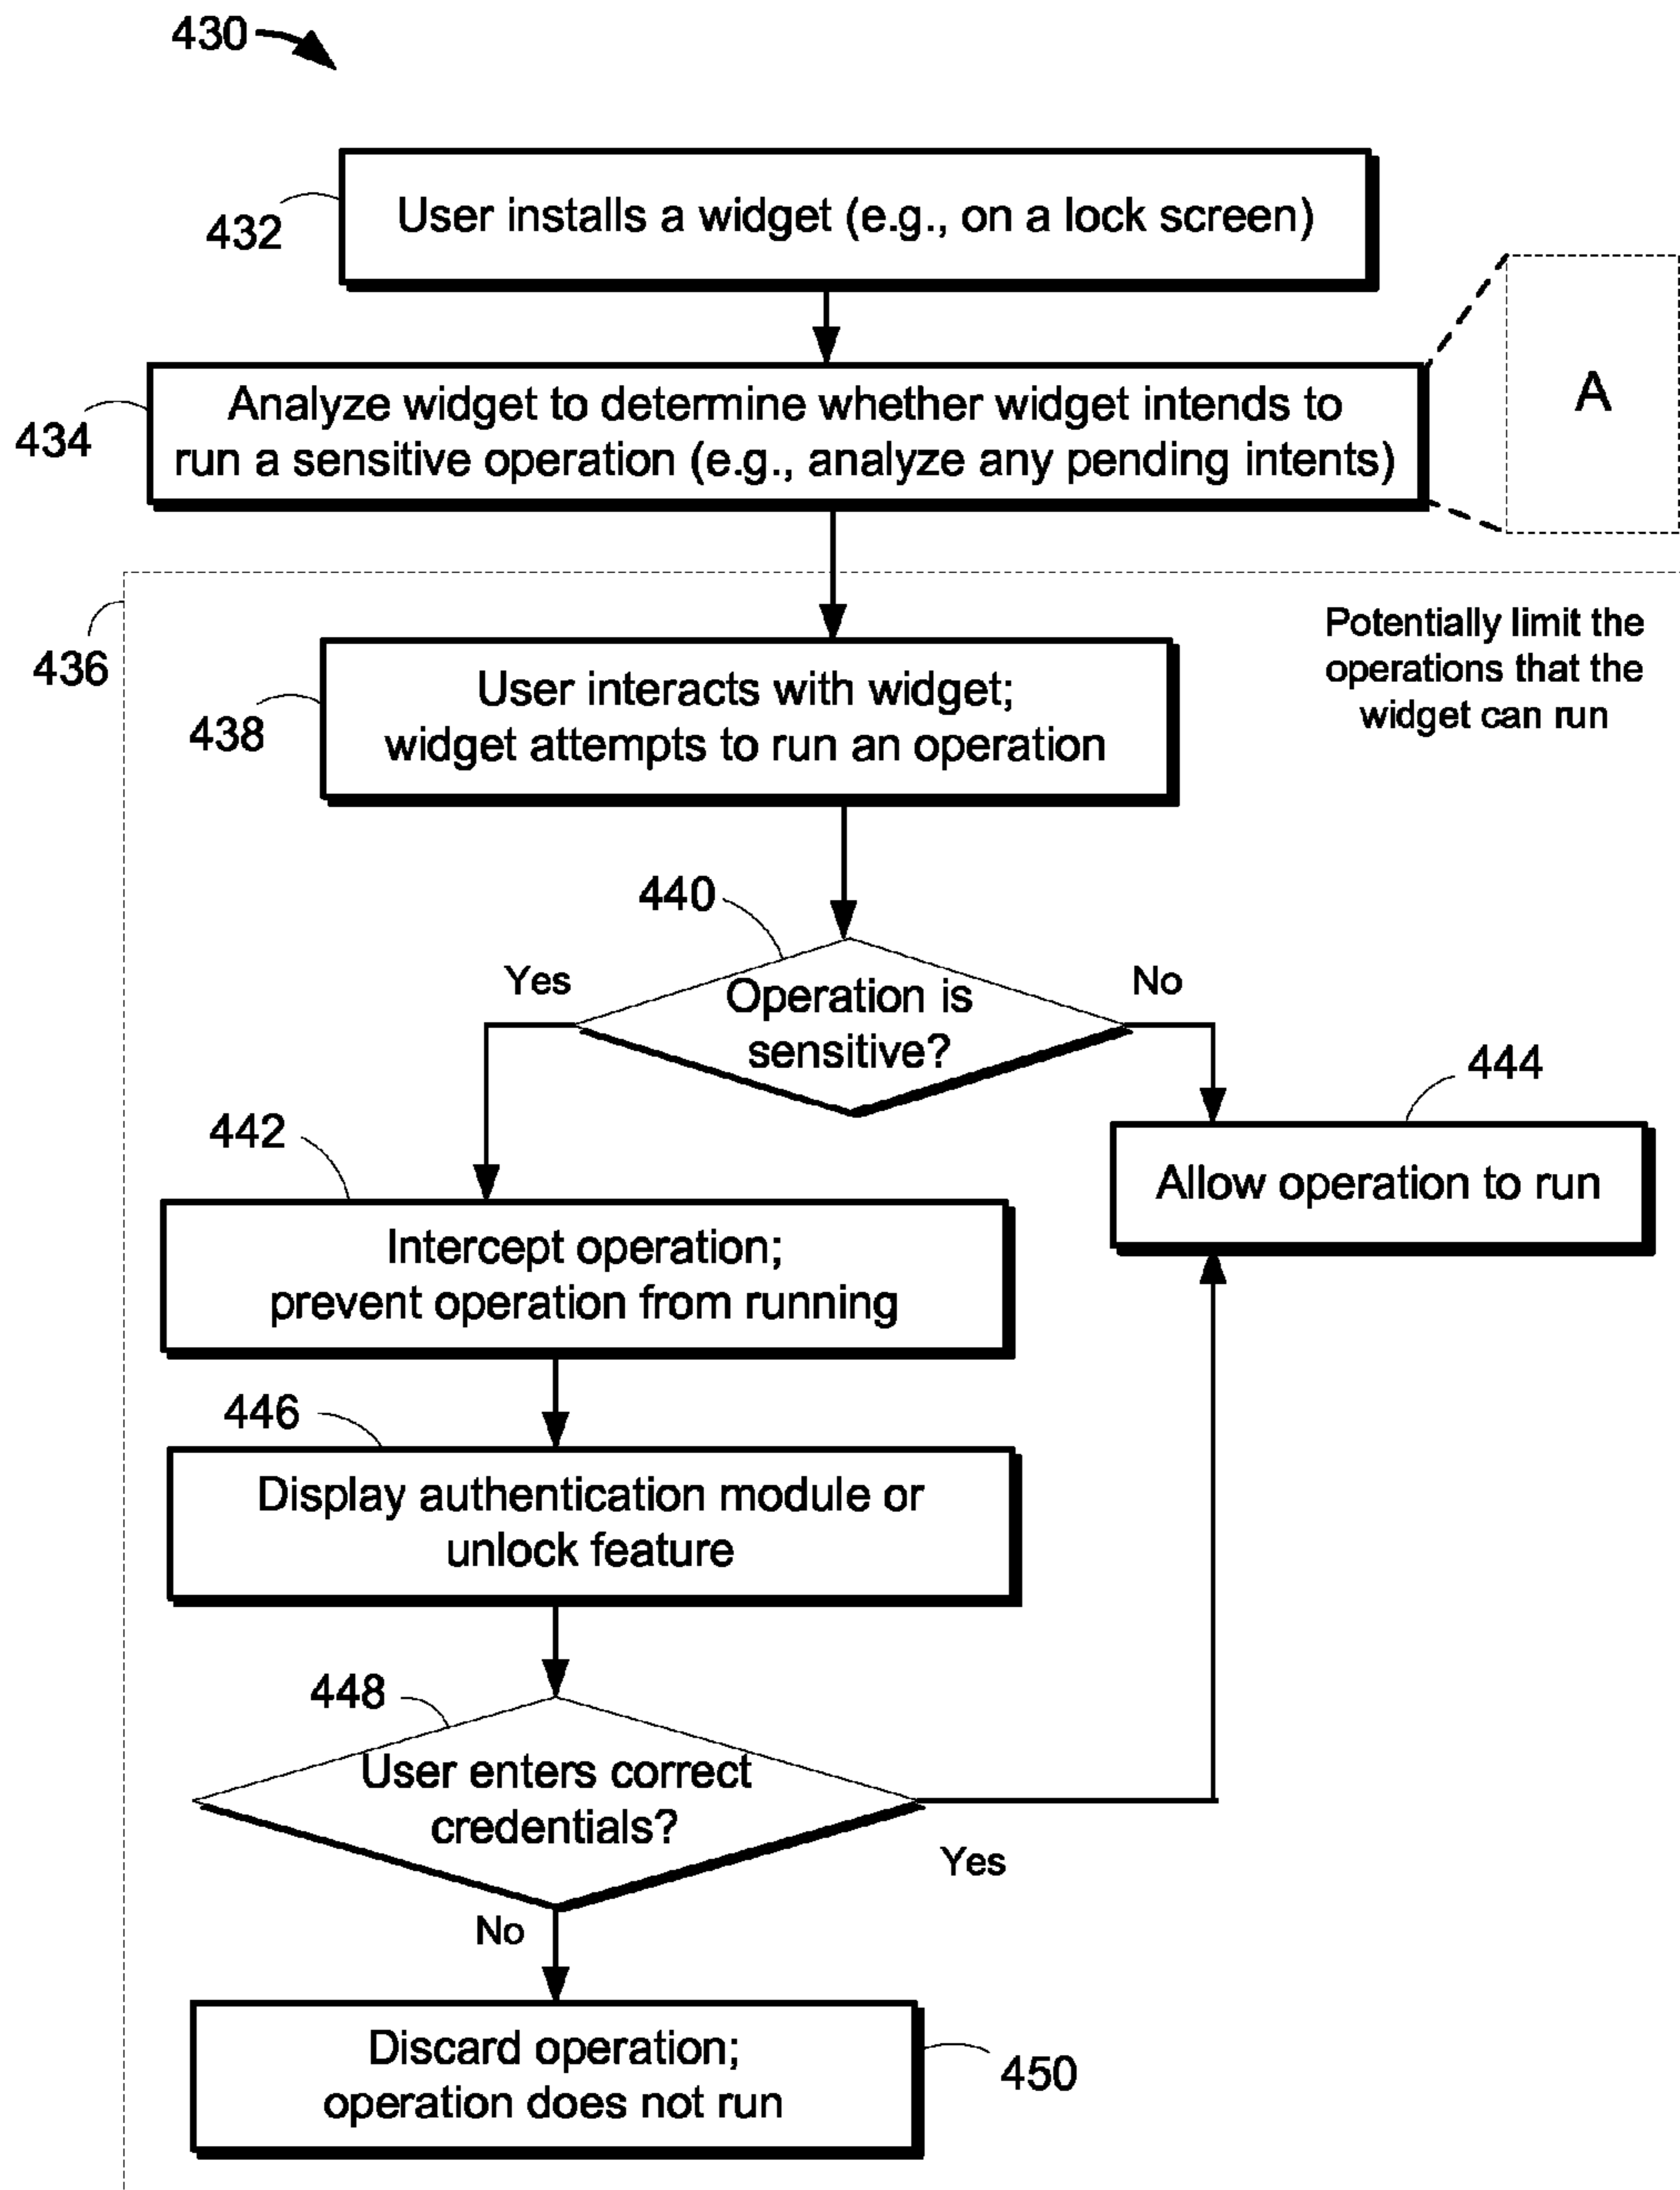 430
432
User installs a widget (e.g., on a lock screen)
434
Analyze widget to determine whether widget intends to
run a sensitive operation (e.g., analyze any pending intents)
A
436
Potentially limit the
operations that the
widget can run
438
User interacts with widget;
widget attempts to run an operation
440
Yes
Operation is
sensitive?
No
444
Allow operation to run
442
Intercept operation;
prevent operation from running
446
Display authentication module or
unlock feature
448
User enters correct
credentials?
Yes
No
Discard operation;
operation does not run
450